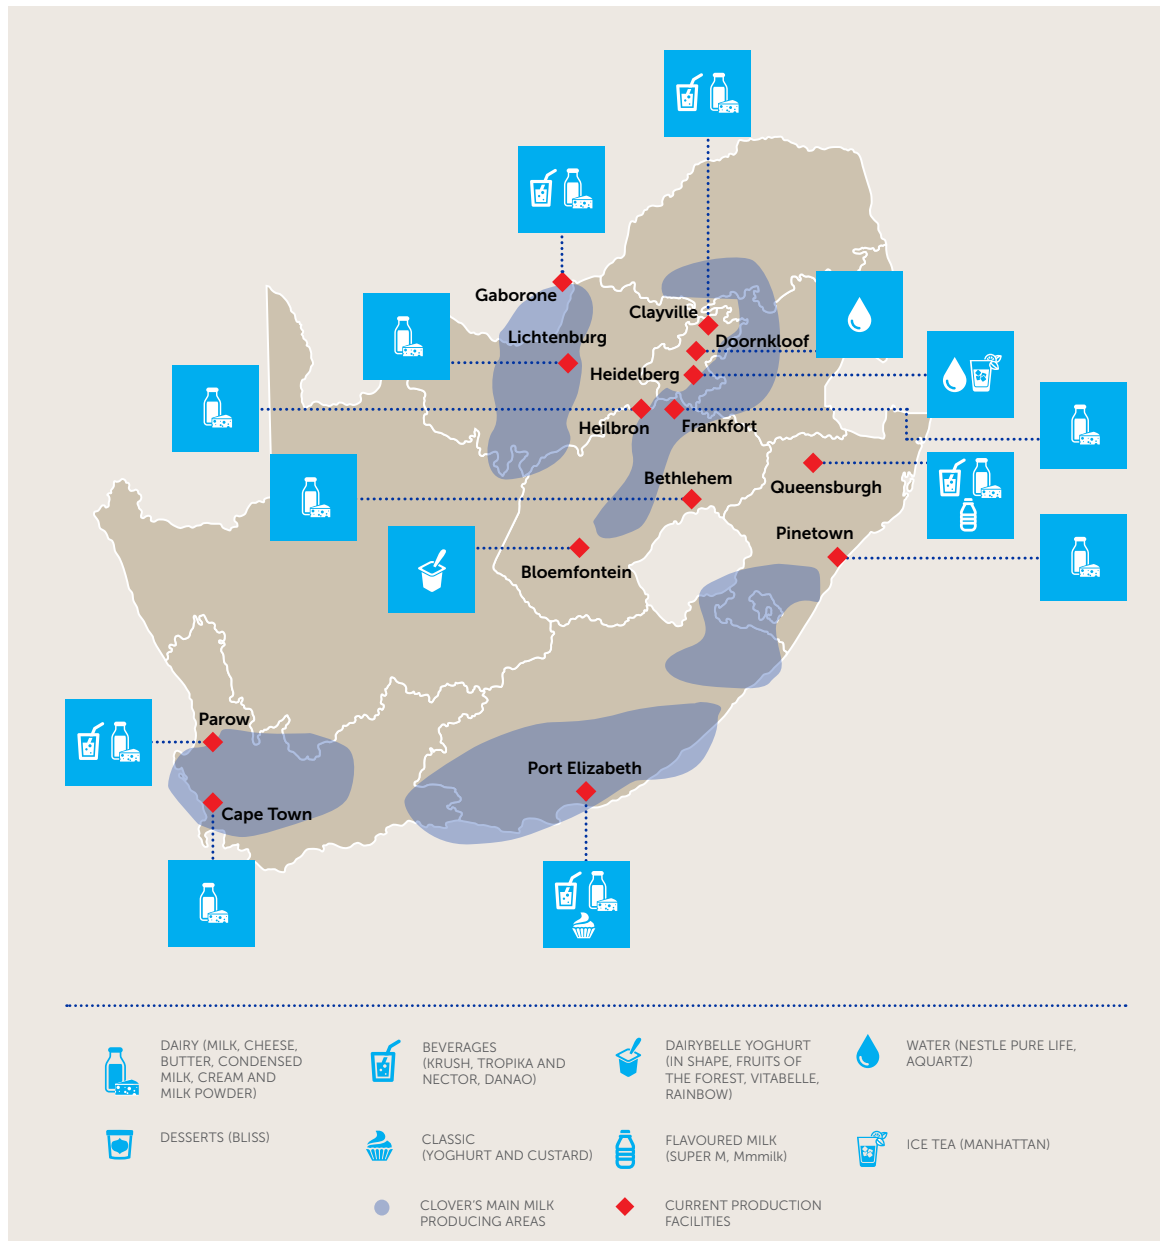 Gaborone
Clayville
Lichtenburg
Doornkloof
Heidelberg
Heilbron
Frankfort
Bethlehem
Queensburgh
Pinetown
Bloemfontein
Parow
Port Elizabeth
Cape Town
DAIRY (MILK, CHEESE,
BUTTER, CONDENSED
MILK, CREAM AND
MILK POWDER)
BEVERAGES
(KRUSH, TROPIKA AND
NECTOR, DANAO)
DAIRYBELLE YOGHURT
(IN SHAPE, FRUITS OF
THE FOREST, VITABELLE,
RAINBOW)
WATER (NESTLE PURE LIFE,
AQUARTZ)
DESSERTS (BLISS)
CLASSIC
(YOGHURT AND CUSTARD)
FLAVOURED MILK
(SUPER M, Mmmilk)
ICE TEA (MANHATTAN)
CLOVER'S MAIN MILK
PRODUCING AREAS
CURRENT PRODUCTION
FACILITIES